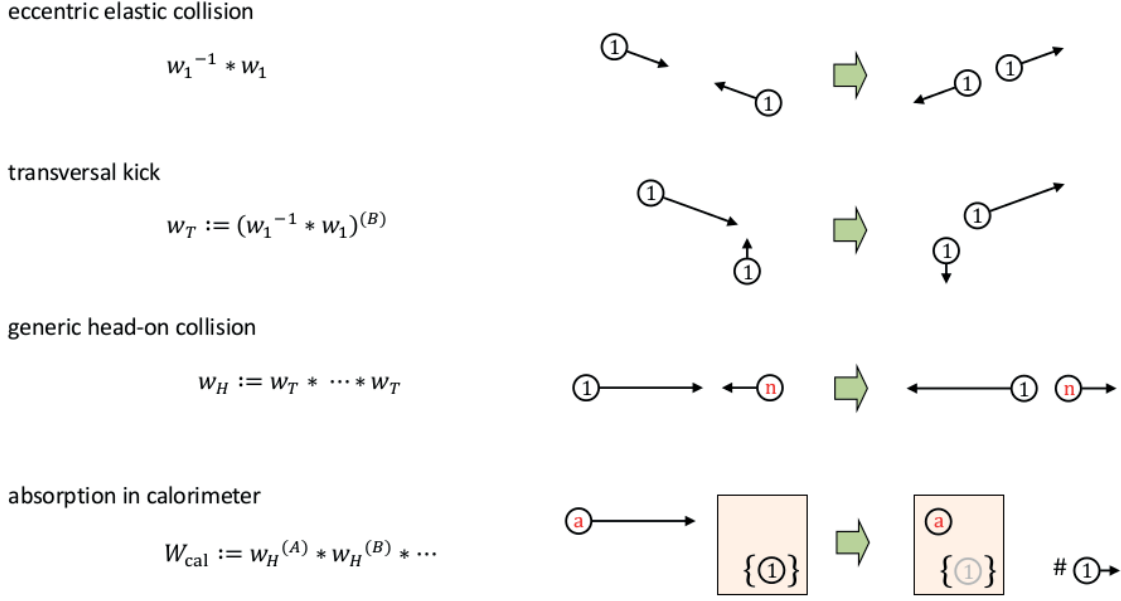 eccentric elastic collision
w₁⁻¹ * w₁
1 1 1 1
transversal kick
w_T := (w₁⁻¹ * w₁)^(B)
1 1 1 1
generic head-on collision
w_H := w_T * ⋯ * w_T
1 n 1 n
absorption in calorimeter
W_cal := w_H^(A) * w_H^(B) * ⋯
a {1} a {1} # 1